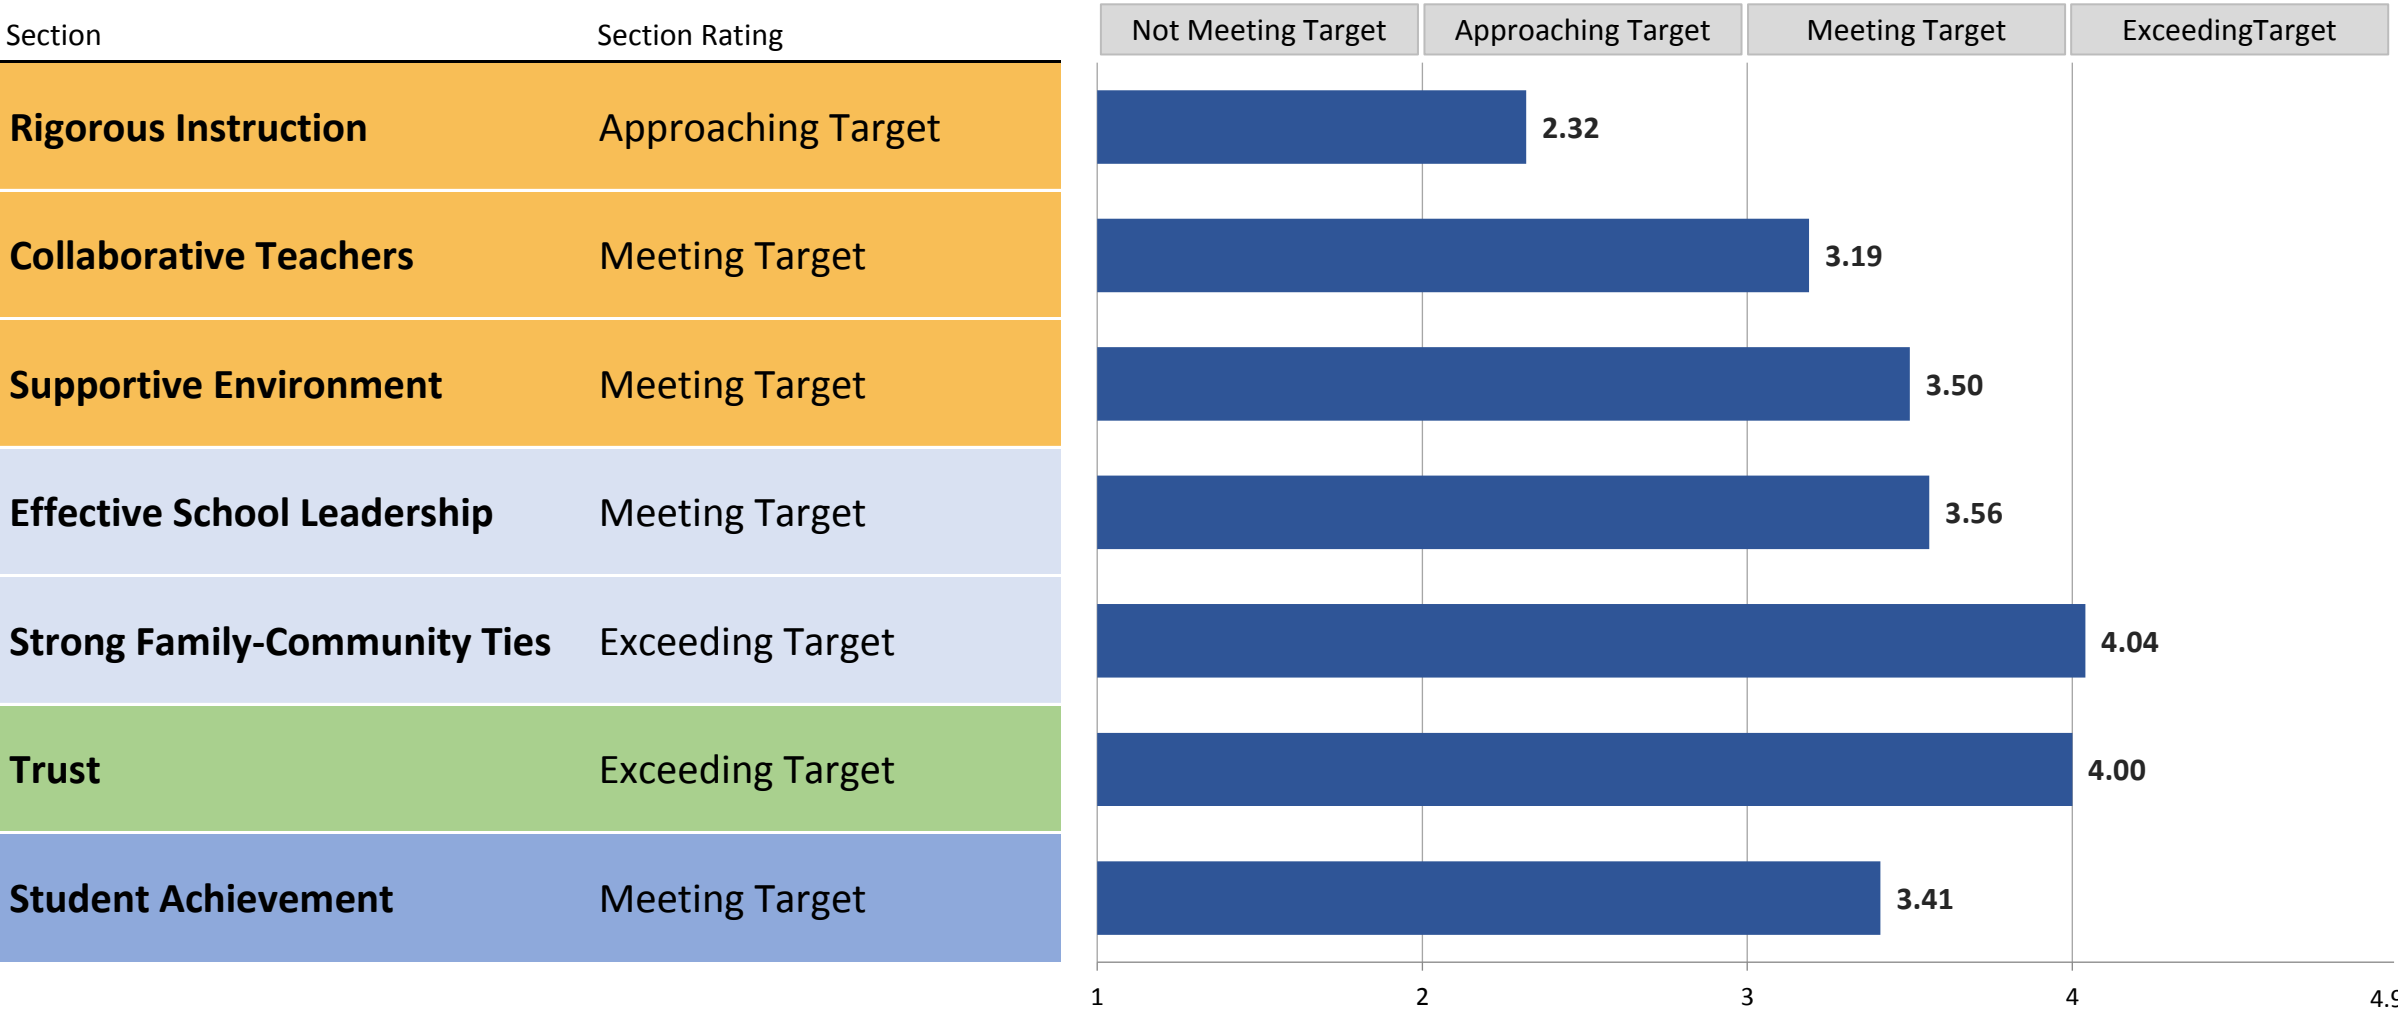 Section Section Rating Not Meeting Target Approaching Target Meeting Target ExceedingTarget
Rigorous Instruction Approaching Target 2.32
Collaborative Teachers Meeting Target 3.19
Supportive Environment Meeting Target 3.50
Effective School Leadership Meeting Target 3.56
Strong Family-Community Ties Exceeding Target 4.04
Trust Exceeding Target 4.00
Student Achievement Meeting Target 3.41
1 2 3 4 4.9